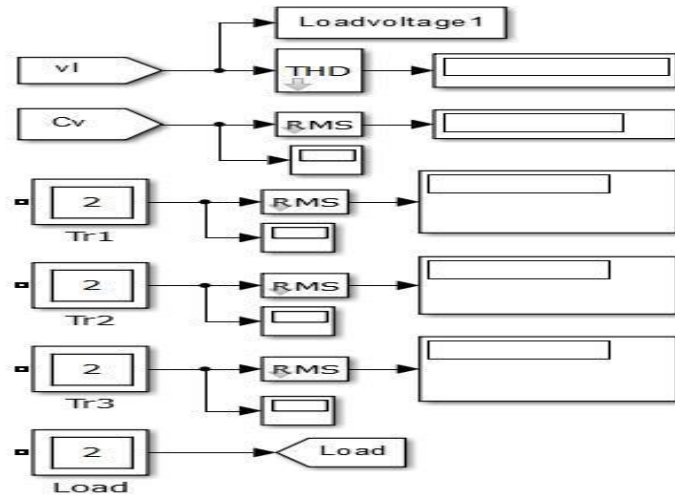 Loadvoltage1
vl
THD
Cv
RMS
2
RMS
Tr1
2
RMS
Tr2
2
RMS
Tr3
2
Load
Load